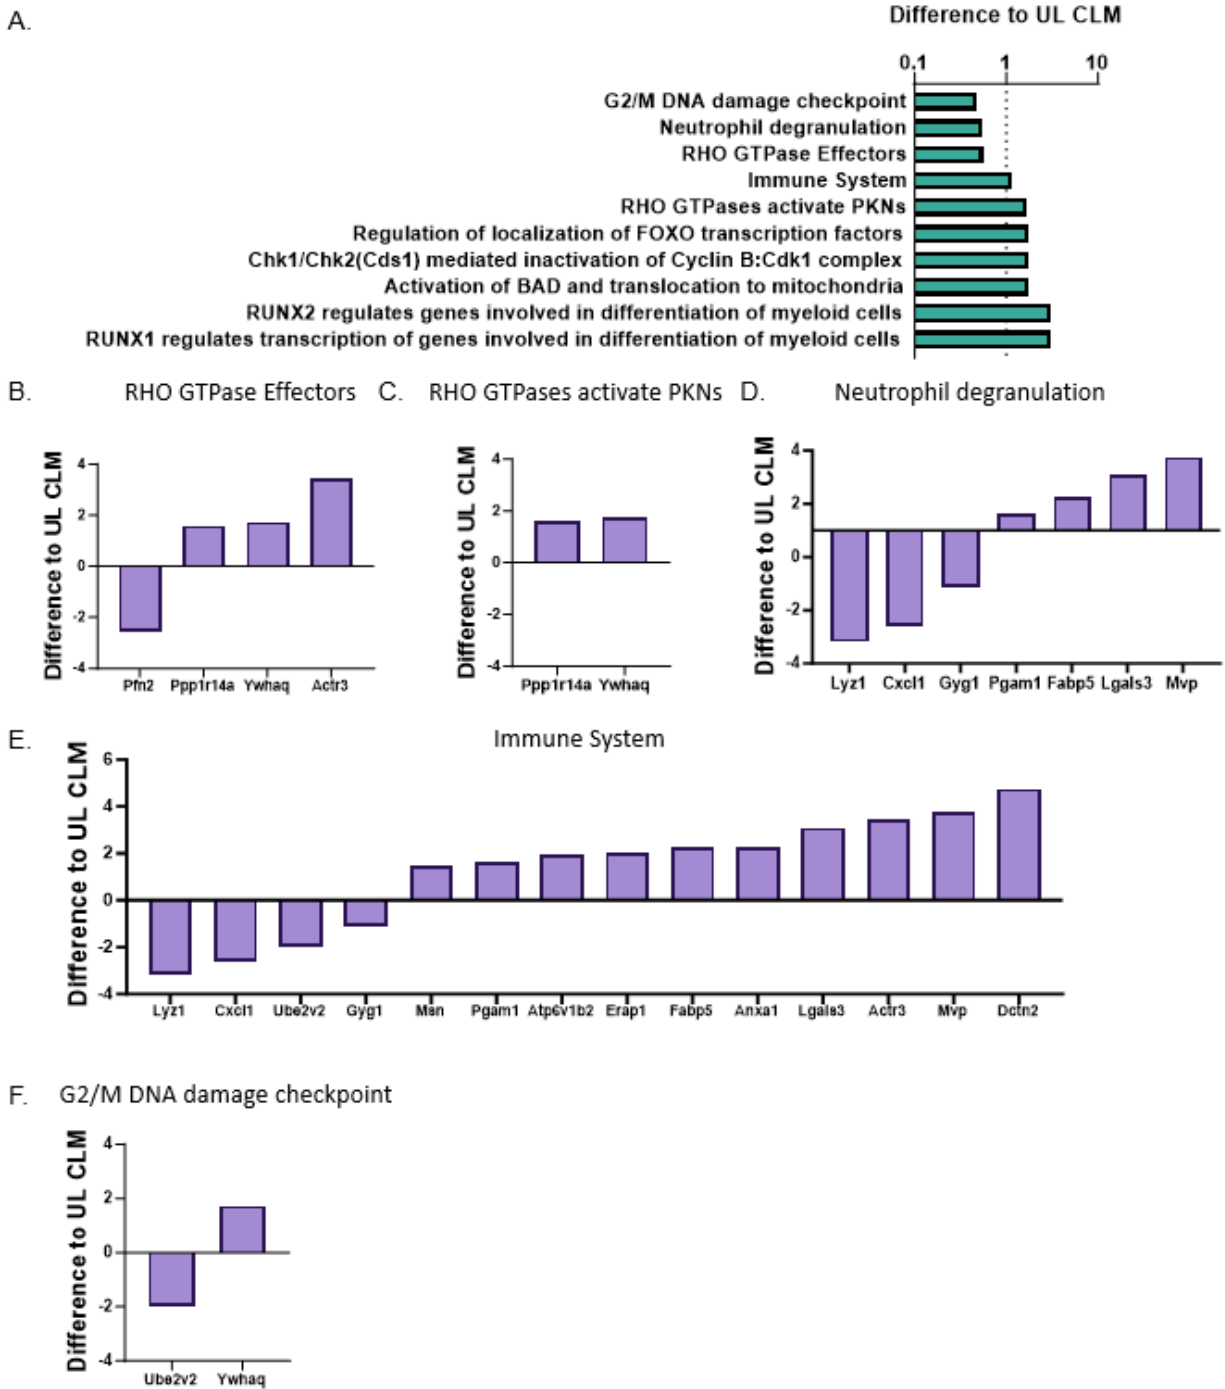 A.
Difference to UL CLM
0.1 1 10
G2/M DNA damage checkpoint
Neutrophil degranulation
RHO GTPase Effectors
Immune System
RHO GTPases activate PKNs
Regulation of localization of FOXO transcription factors
Chk1/Chk2(Cds1) mediated inactivation of Cyclin B:Cdk1 complex
Activation of BAD and translocation to mitochondria
RUNX2 regulates genes involved in differentiation of myeloid cells
RUNX1 regulates transcription of genes involved in differentiation of myeloid cells
B. RHO GTPase Effectors
Difference to UL CLM
4
2
0
-2
-4
Pfn2 Ppp1r14a Ywhaq Actr3
C. RHO GTPases activate PKNs
Difference to UL CLM
4
2
0
-2
-4
Ppp1r14a Ywhaq
D. Neutrophil degranulation
Difference to UL CLM
4
2
0
-2
-4
Lyz1 Cxcl1 Gyg1 Pgam1 Fabp5 Lgals3 Mvp
E. Immune System
Difference to UL CLM
6
4
2
0
-2
-4
Lyz1 Cxcl1 Ube2v2 Gyg1 Msn Pgam1 Atp6v1b2 Erap1 Fabp5 Anxa1 Lgals3 Actr3 Mvp Dctn2
F. G2/M DNA damage checkpoint
Difference to UL CLM
4
2
0
-2
-4
Ube2v2 Ywhaq